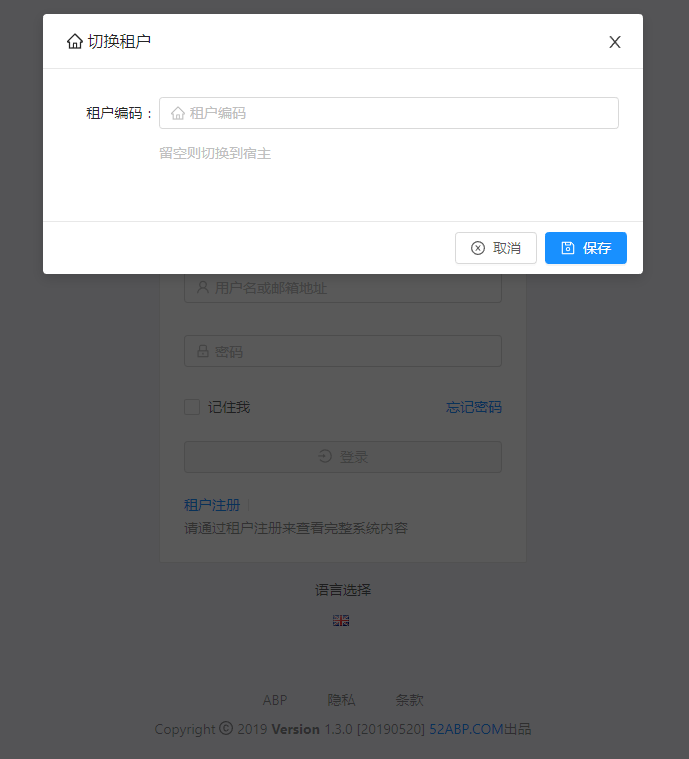 切换租户
租户编码：
租户编码
留空则切换到宿主
取消
保存
用户名或邮箱地址
密码
记住我
忘记密码
登录
租户注册
请通过租户注册来查看完整系统内容
语言选择
ABP 隐私 条款
Copyright © 2019 Version 1.3.0 [20190520] 52ABP.COM出品